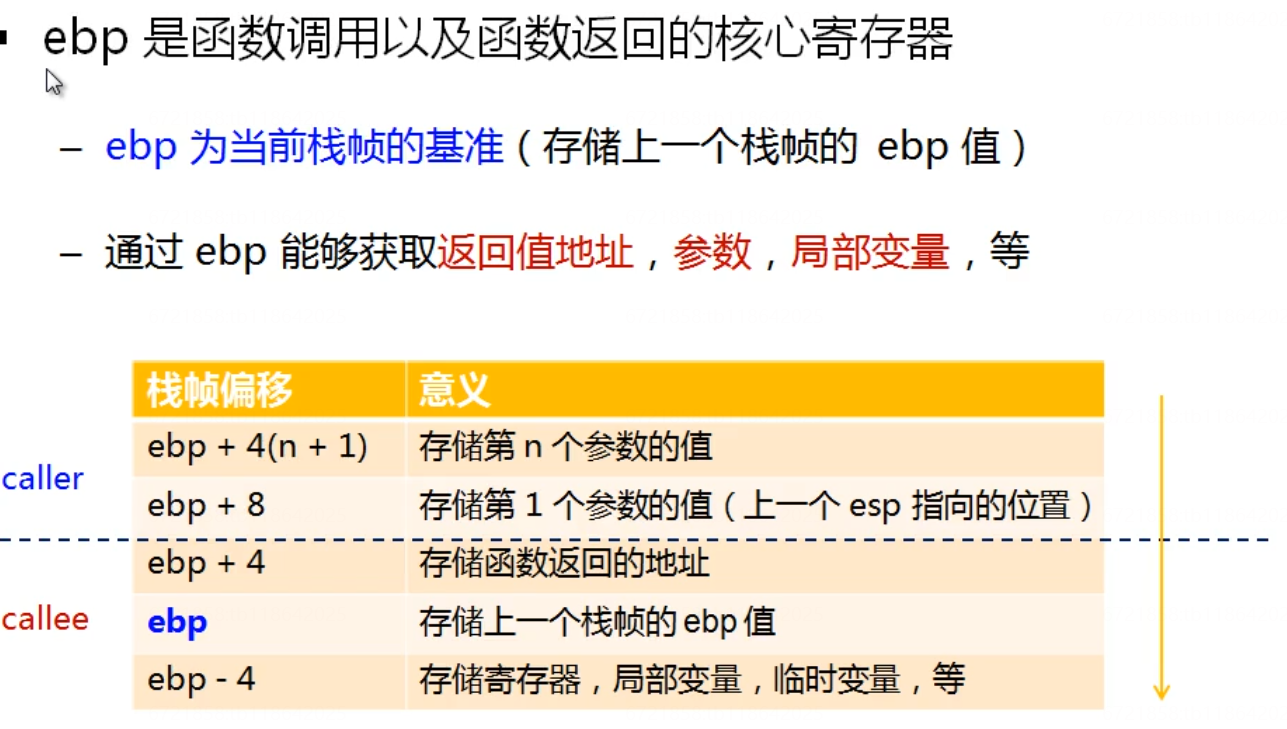 ebp 是函数调用以及函数返回的核心寄存器
– ebp 为当前栈帧的基准（存储上一个栈帧的 ebp 值）
– 通过 ebp 能够获取返回值地址，参数，局部变量，等
栈帧偏移 意义
ebp + 4(n + 1) 存储第 n 个参数的值
caller
ebp + 8 存储第 1 个参数的值（上一个 esp 指向的位置）
ebp + 4 存储函数返回的地址
callee
ebp 存储上一个栈帧的 ebp 值
ebp - 4 存储寄存器，局部变量，临时变量，等